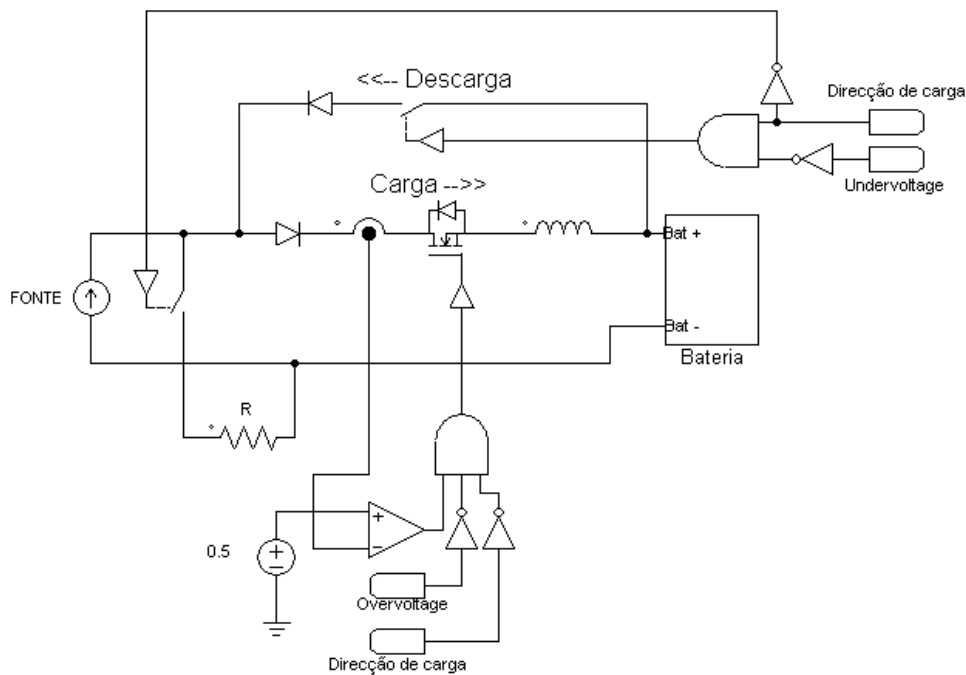 <<-- Descarga
Direcção de carga
Undervoltage
Carga -->>
FONTE
Bat +
Bat -
Bateria
R
0.5
+
−
+
−
Overvoltage
Direcção de carga